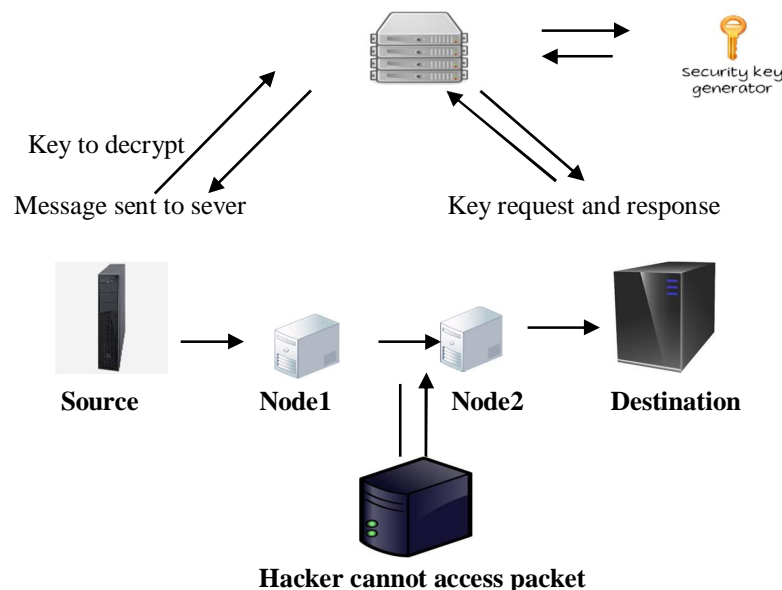 Security key
generator
Key to decrypt
Message sent to sever
Key request and response
Source
Node1
Node2
Destination
Hacker cannot access packet